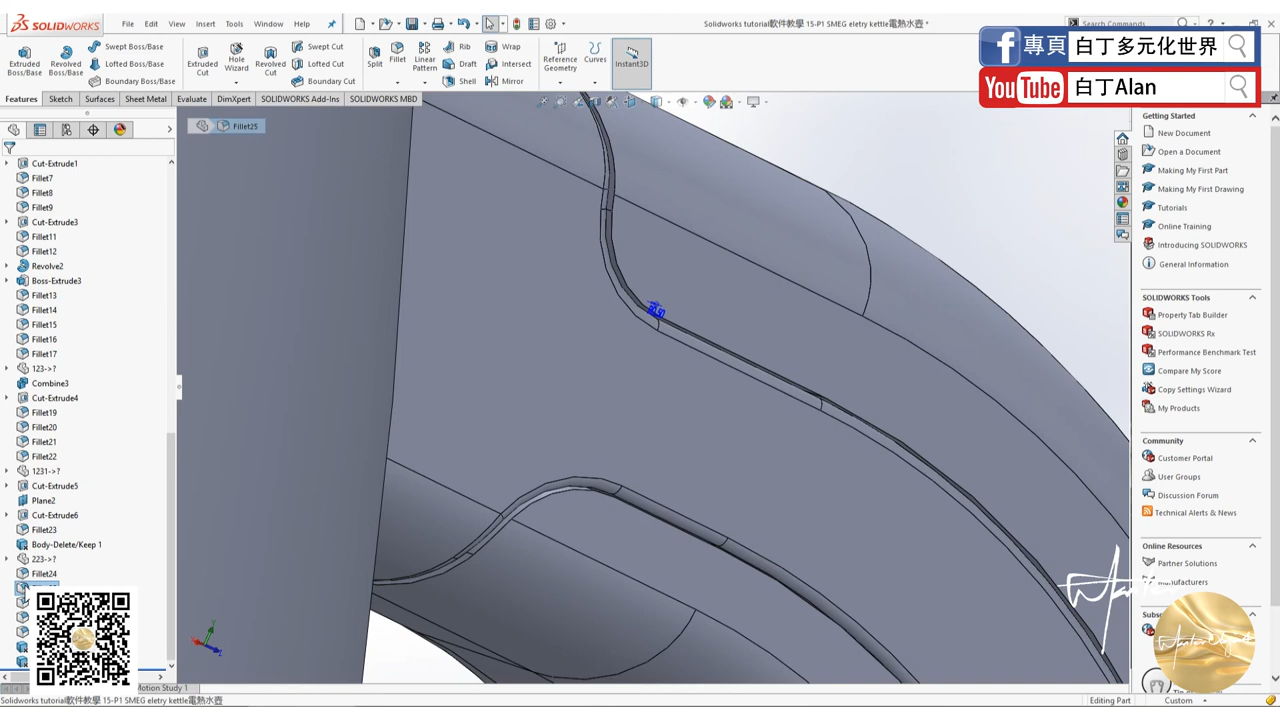 SOLIDWORKS
File Edit View Insert Tools Window Help
Solidworks tutorial軟件教學 15-P1 SMEG eletry kettle電熱水壺 *
Search Commands
專頁 白丁多元化世界
YouTube 白丁Alan
Extruded Boss/Base
Revolved Boss/Base
Swept Boss/Base
Lofted Boss/Base
Boundary Boss/Base
Extruded Cut
Hole Wizard
Revolved Cut
Swept Cut
Lofted Cut
Boundary Cut
Split
Fillet
Linear Pattern
Rib
Draft
Shell
Wrap
Intersect
Mirror
Reference Geometry
Curves
Instant3D
Features Sketch Surfaces Sheet Metal Evaluate DimXpert SOLIDWORKS Add-Ins SOLIDWORKS MBD
Fillet25
Cut-Extrude1
Fillet7
Fillet8
Fillet9
Cut-Extrude3
Fillet11
Fillet12
Revolve2
Boss-Extrude3
Fillet13
Fillet14
Fillet15
Fillet16
Fillet17
123->?
Combine3
Cut-Extrude4
Fillet19
Fillet20
Fillet21
Fillet22
1231->?
Cut-Extrude5
Plane2
Cut-Extrude6
Fillet23
Body-Delete/Keep 1
223->?
Fillet24
Getting Started
New Document
Open a Document
Making My First Part
Making My First Drawing
Tutorials
Online Training
Introducing SOLIDWORKS
General Information
SOLIDWORKS Tools
Property Tab Builder
SOLIDWORKS Rx
Performance Benchmark Test
Compare My Score
Copy Settings Wizard
My Products
Community
Customer Portal
User Groups
Discussion Forum
Technical Alerts & News
Online Resources
Partner Solutions
Manufacturers
Motion Study 1
Solidworks tutorial軟件教學 15-P1 SMEG eletry kettle電熱水壺
Editing Part
Custom